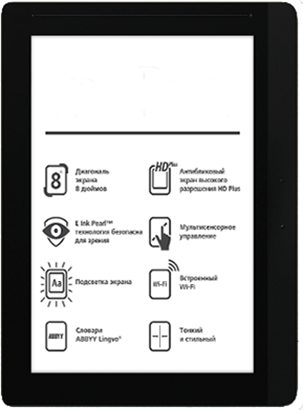 8"
Диагональ
экрана
8 дюймов
HD Plus
Антибликовый
экран высокого
разрешения HD Plus
E Ink Pearl™
технология безопасна
для зрения
Мультисенсорное
управление
Aa
Подсветка экрана
Wi-Fi
Встроенный
Wi-Fi
ABBYY
Словари
ABBYY Lingvo®
Тонкий
и стильный